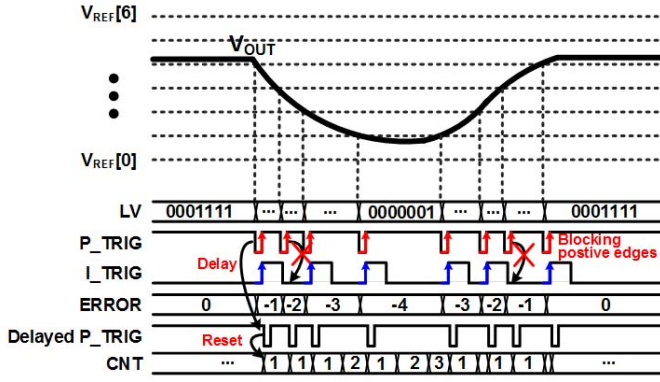 VREF[6]
VOUT
VREF[0]
LV 0001111 ... ... ... 0000001 ... ... ... 0001111
P_TRIG
Blocking
postive edges
Delay
I_TRIG
ERROR 0 -1 -2 -3 -4 -3 -2 -1 0
Delayed P_TRIG
Reset
CNT ... 1 1 1 2 1 2 3 1 1 1 ...